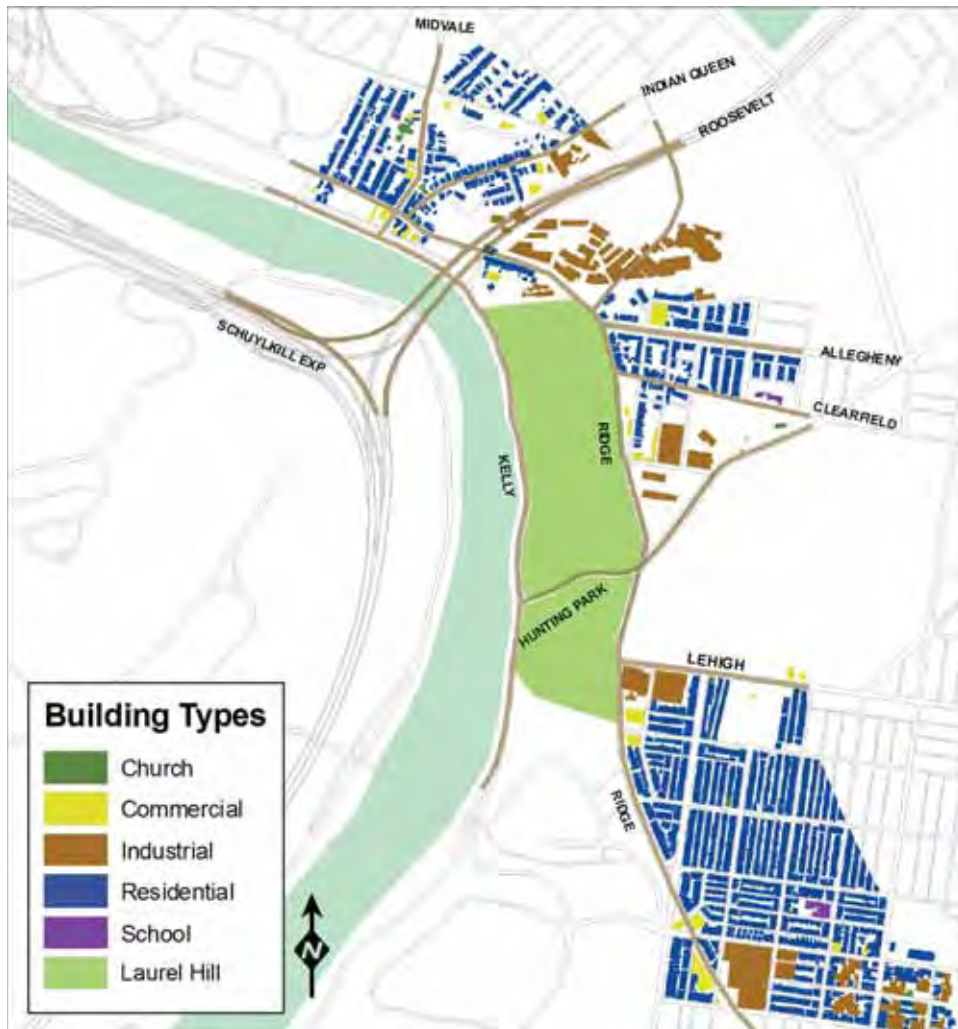 MIDVALE
INDIAN QUEEN
ROOSEVELT
SCHUYLKILL EXP
ALLEGHENY
CLEARFIELD
KELLY
RIDGE
HUNTING PARK
LEHIGH
RIDGE
Building Types
Church
Commercial
Industrial
Residential
School
Laurel Hill
N